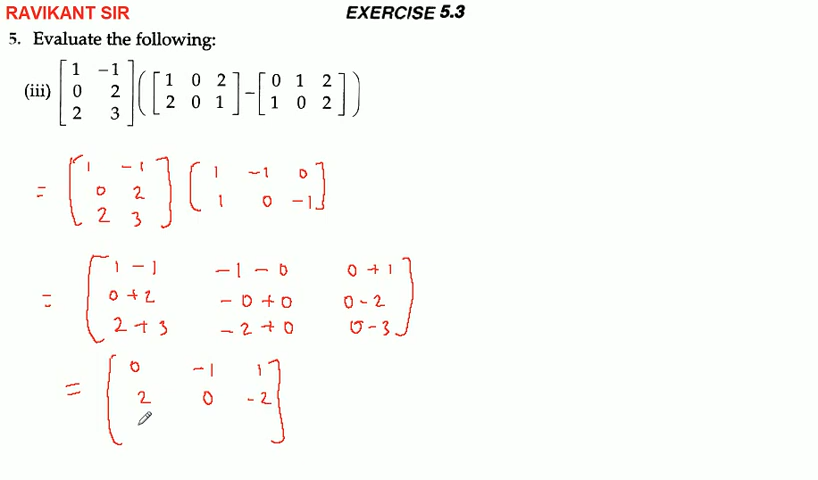 RAVIKANT SIR EXERCISE 5.3
5. Evaluate the following:
(iii) [1 −1; 0 2; 2 3] ([1 0 2; 2 0 1] − [0 1 2; 1 0 2])
= [1 −1; 0 2; 2 3] [1 −1 0; 1 0 −1]
= [1 − 1 −1 − 0 0 + 1; 0 + 2 −0 + 0 0 − 2; 2 + 3 −2 + 0 0 − 3]
= [0 −1 1; 2 0 −2]